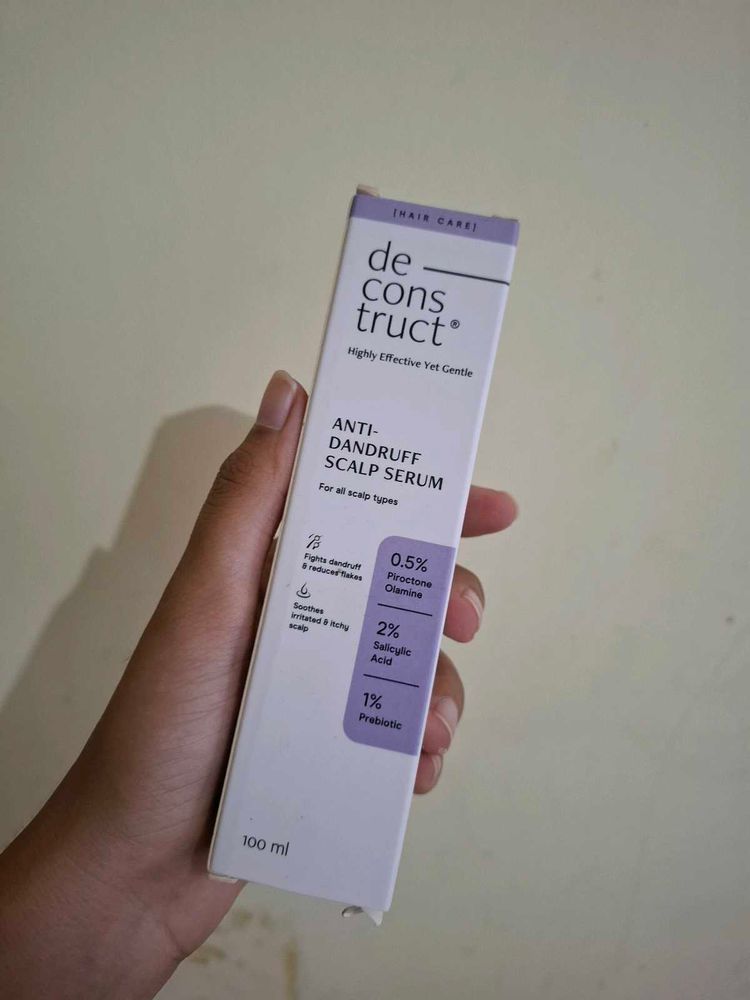 [HAIR CARE]
de
cons
truct®
Highly Effective Yet Gentle
ANTI-
DANDRUFF
SCALP SERUM
For all scalp types
Fights dandruff
& reduces flakes
Soothes
irritated & itchy
scalp
0.5%
Piroctone
Olamine
2%
Salicylic
Acid
1%
Prebiotic
100 ml